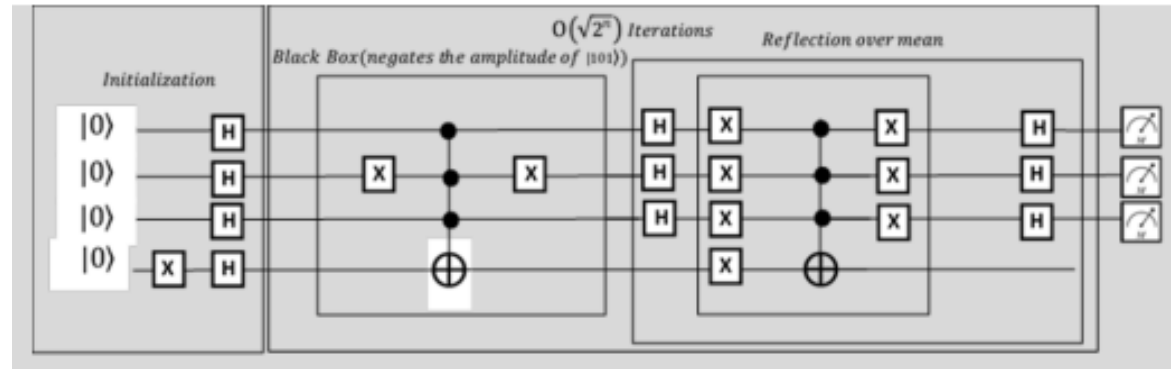 O(√2ⁿ) Iterations
Reflection over mean
Black Box(negates the amplitude of |101⟩)
Initialization
|0⟩ H H X X H
|0⟩ H X X H X X H
|0⟩ H H X X H
|0⟩ X H X